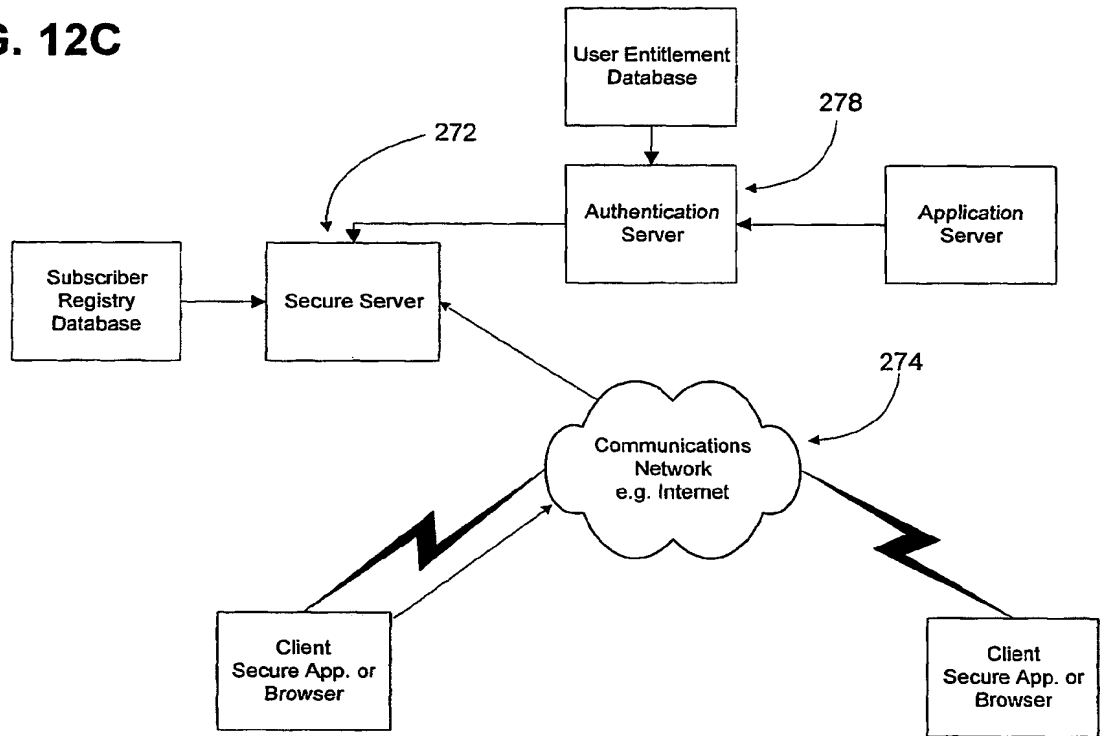 G. 12C
User Entitlement
Database
278
272
Authentication
Server
Application
Server
Subscriber
Registry
Database
Secure Server
274
Communications
Network
e.g. Internet
Client
Secure App. or
Browser
Client
Secure App. or
Browser